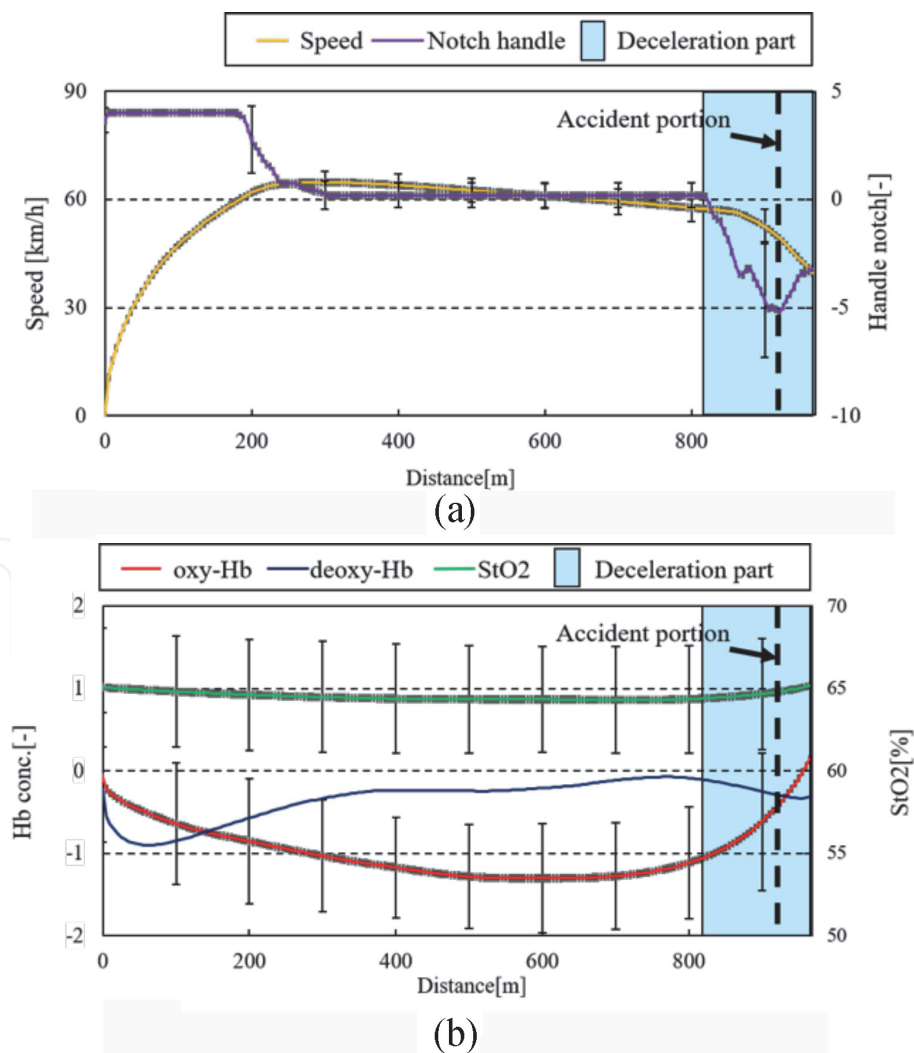 Speed Notch handle Deceleration part
90
60
30
0
Speed [km/h]
5
0
-5
-10
Handle notch[-]
Accident portion
0 200 400 600 800
Distance[m]
(a)
oxy-Hb deoxy-Hb StO2 Deceleration part
2
1
0
-1
-2
Hb conc.[-]
70
65
60
55
50
StO2[%]
Accident portion
0 200 400 600 800
Distance[m]
(b)